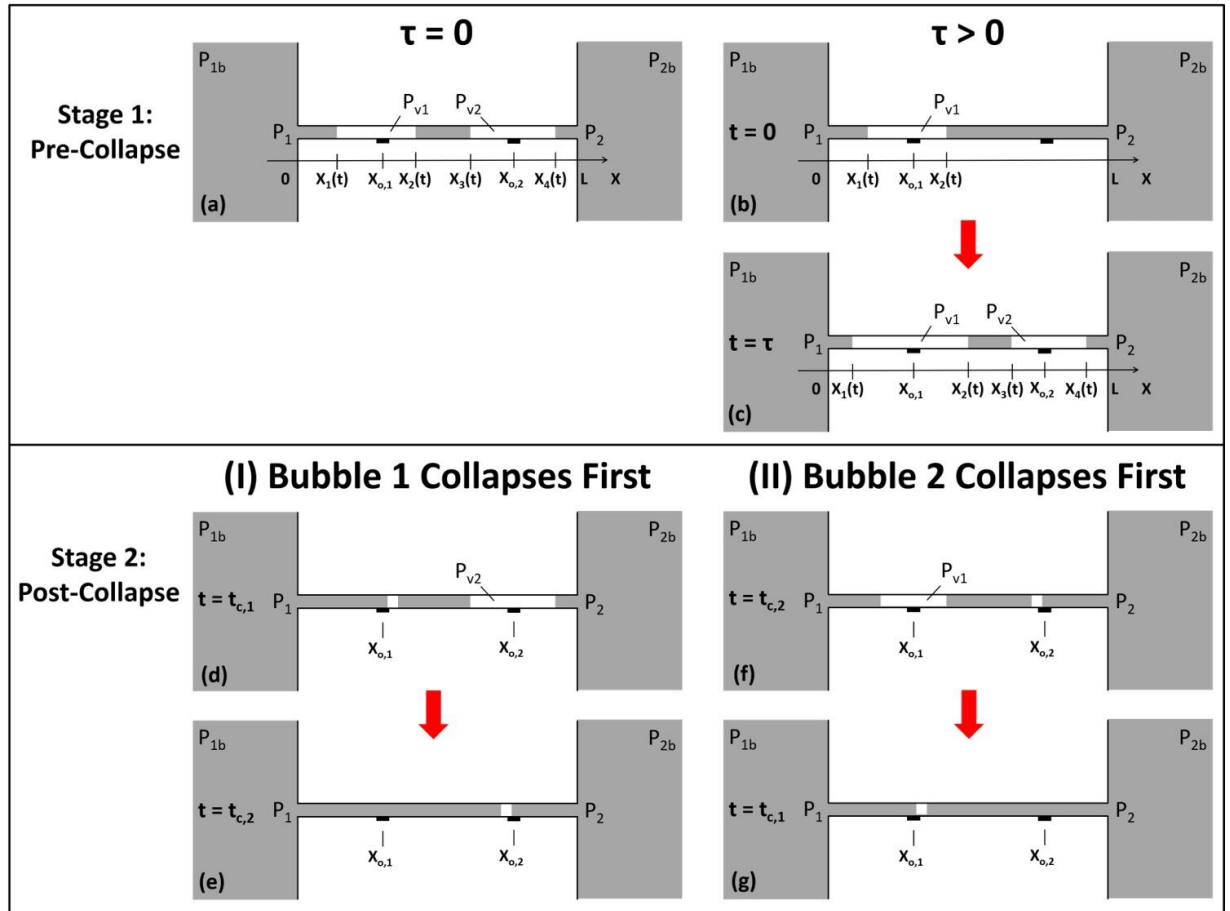 τ = 0
τ > 0
Stage 1:
Pre-Collapse
P1b
P2b
Pv1
Pv2
P1
P2
0
X1(t)
Xo,1
X2(t)
X3(t)
Xo,2
X4(t)
L
X
(a)
P1b
P2b
Pv1
t = 0
P1
P2
0
X1(t)
Xo,1
X2(t)
L
X
(b)
P1b
P2b
Pv1
Pv2
t = τ
P1
P2
0
X1(t)
Xo,1
X2(t)
X3(t)
Xo,2
X4(t)
L
X
(c)
(I) Bubble 1 Collapses First
(II) Bubble 2 Collapses First
Stage 2:
Post-Collapse
P1b
P2b
Pv2
t = tc,1
P1
P2
Xo,1
Xo,2
(d)
P1b
P2b
t = tc,2
P1
P2
Xo,1
Xo,2
(e)
P1b
P2b
Pv1
t = tc,2
P1
P2
Xo,1
Xo,2
(f)
P1b
P2b
t = tc,1
P1
P2
Xo,1
Xo,2
(g)